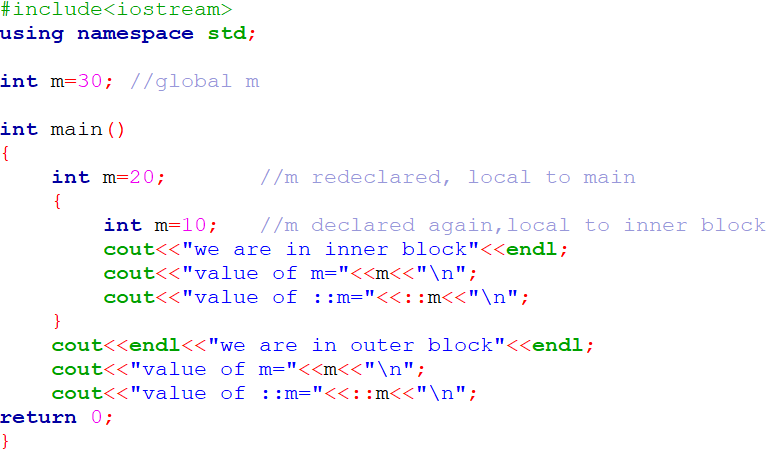 #include<iostream>
using namespace std;

int m=30; //global m

int main()
{
    int m=20;       //m redeclared, local to main
    {
        int m=10;   //m declared again,local to inner block
        cout<<"we are in inner block"<<endl;
        cout<<"value of m="<<m<<"\n";
        cout<<"value of ::m="<<::m<<"\n";
    }
    cout<<endl<<"we are in outer block"<<endl;
    cout<<"value of m="<<m<<"\n";
    cout<<"value of ::m="<<::m<<"\n";
return 0;
}